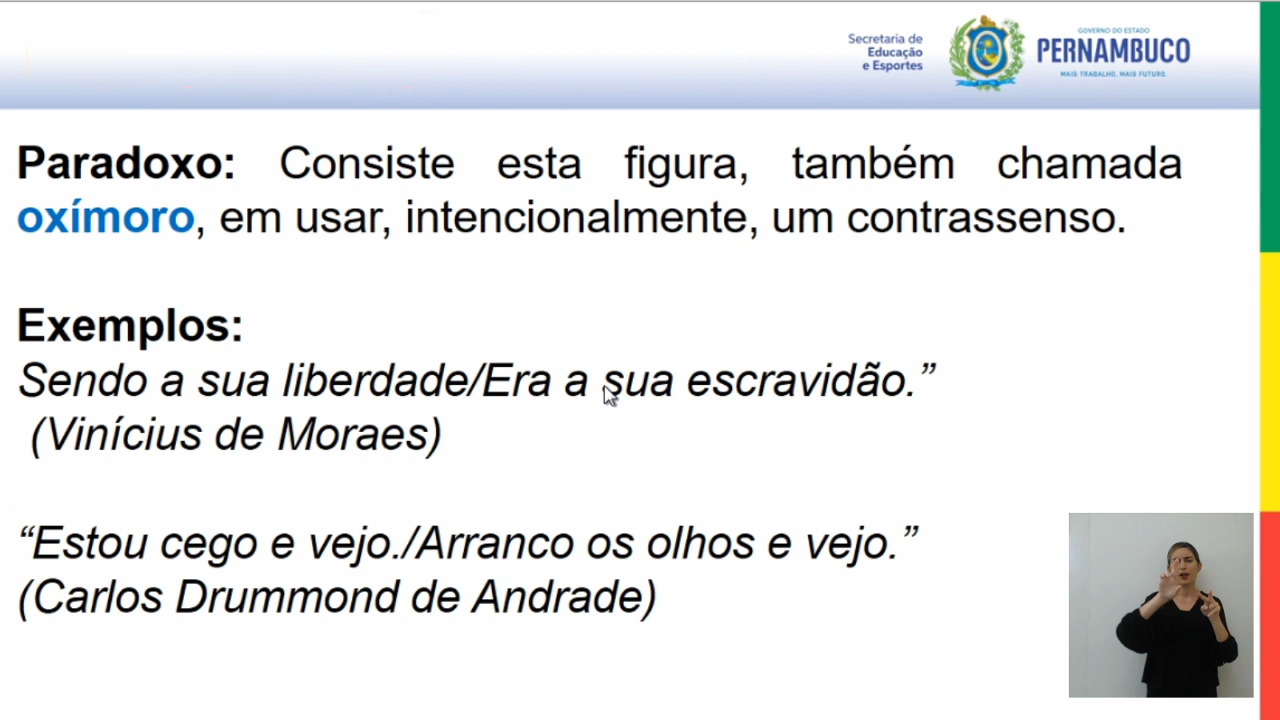 Secretaria de
Educação
e Esportes
GOVERNO DO ESTADO
PERNAMBUCO
MAIS TRABALHO, MAIS FUTURO.
Paradoxo: Consiste esta figura, também chamada
oxímoro, em usar, intencionalmente, um contrassenso.
Exemplos:
Sendo a sua liberdade/Era a sua escravidão.”
(Vinícius de Moraes)
“Estou cego e vejo./Arranco os olhos e vejo.”
(Carlos Drummond de Andrade)